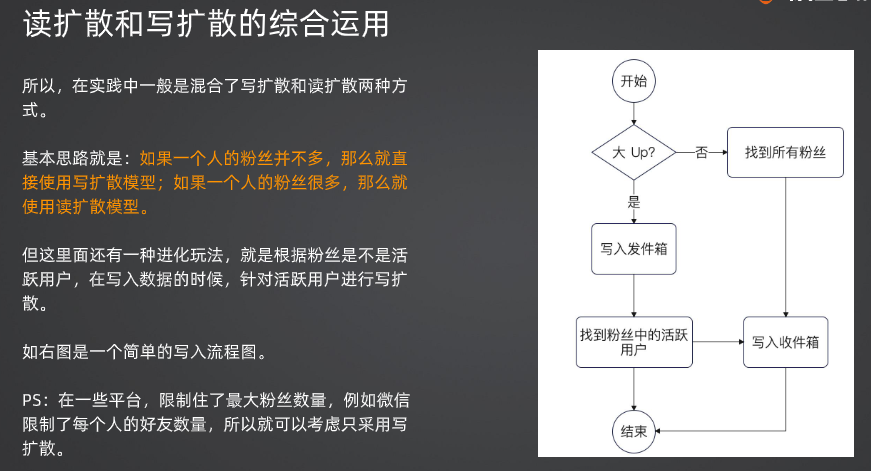 读扩散和写扩散的综合运用
所以，在实践中一般是混合了写扩散和读扩散两种方
式。
基本思路就是：如果一个人的粉丝并不多，那么就直
接使用写扩散模型；如果一个人的粉丝很多，那么就
使用读扩散模型。
但这里面还有一种进化玩法，就是根据粉丝是不是活
跃用户，在写入数据的时候，针对活跃用户进行写扩
散。
如右图是一个简单的写入流程图。
PS：在一些平台，限制住了最大粉丝数量，例如微信
限制了每个人的好友数量，所以就可以考虑只采用写
扩散。
开始
大 Up?
否
找到所有粉丝
是
写入发件箱
找到粉丝中的活跃
用户
写入收件箱
结束